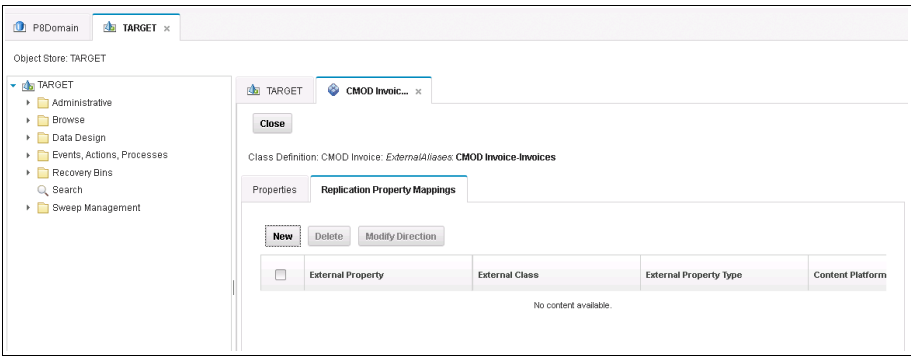 P8Domain TARGET ×
Object Store: TARGET
TARGET
Administrative
Browse
Data Design
Events, Actions, Processes
Recovery Bins
Search
Sweep Management
TARGET CMOD Invoic... ×
Close
Class Definition: CMOD Invoice: ExternalAliases: CMOD Invoice-Invoices
Properties Replication Property Mappings
New Delete Modify Direction
External Property External Class External Property Type Content Platform
No content available.